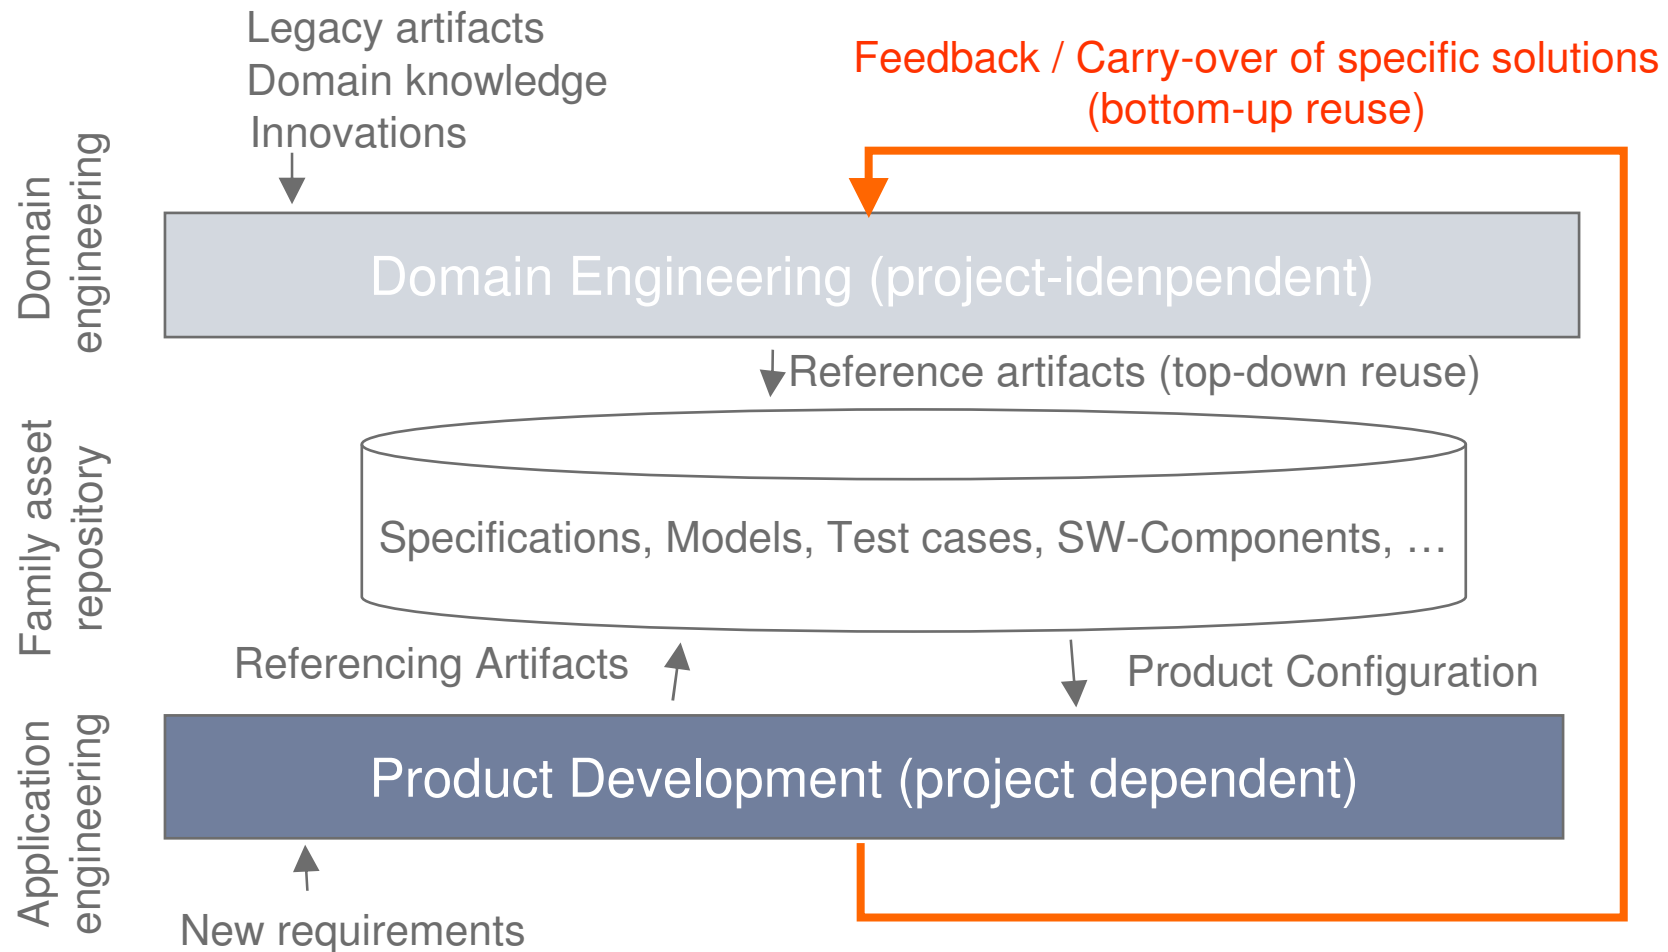 Legacy artifacts
Domain knowledge
Innovations
Feedback / Carry-over of specific solutions
(bottom-up reuse)
Domain
engineering
Domain Engineering (project-idenpendent)
Reference artifacts (top-down reuse)
Family asset
repository
Specifications, Models, Test cases, SW-Components, …
Referencing Artifacts
Product Configuration
Application
engineering
Product Development (project dependent)
New requirements